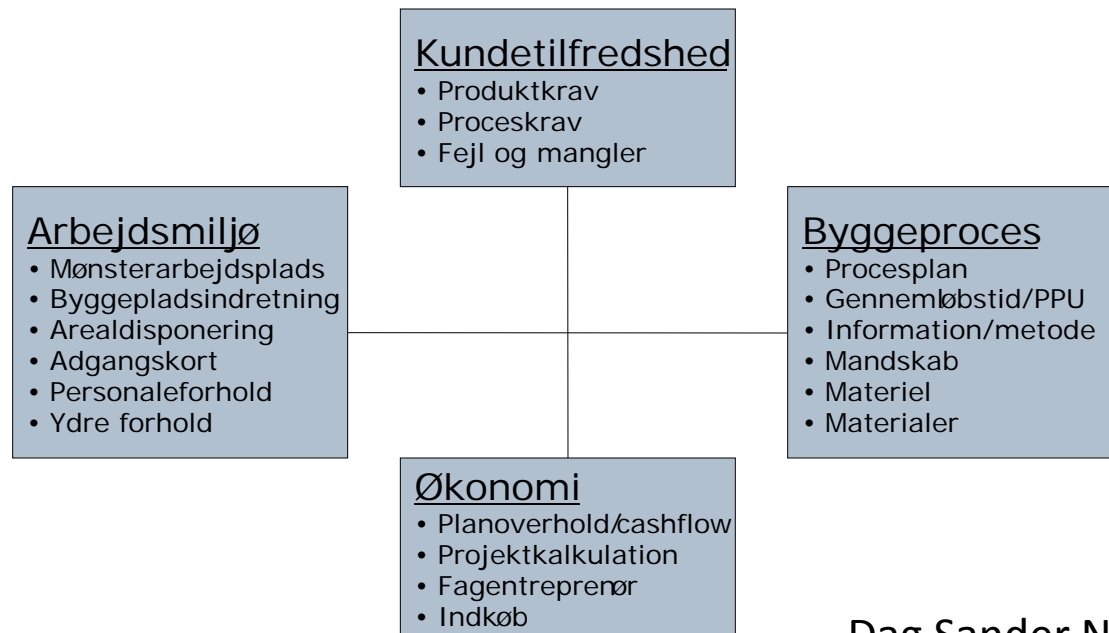 Kundetilfredshed
• Produktkrav
• Proceskrav
• Fejl og mangler
Arbejdsmiljø
• Mønsterarbejdsplads
• Byggepladsindretning
• Arealdisponering
• Adgangskort
• Personaleforhold
• Ydre forhold
Byggeproces
• Procesplan
• Gennemløbstid/PPU
• Information/metode
• Mandskab
• Materiel
• Materialer
Økonomi
• Planoverhold/cashflow
• Projektkalkulation
• Fagentreprenør
• Indkøb
Dag Sander N